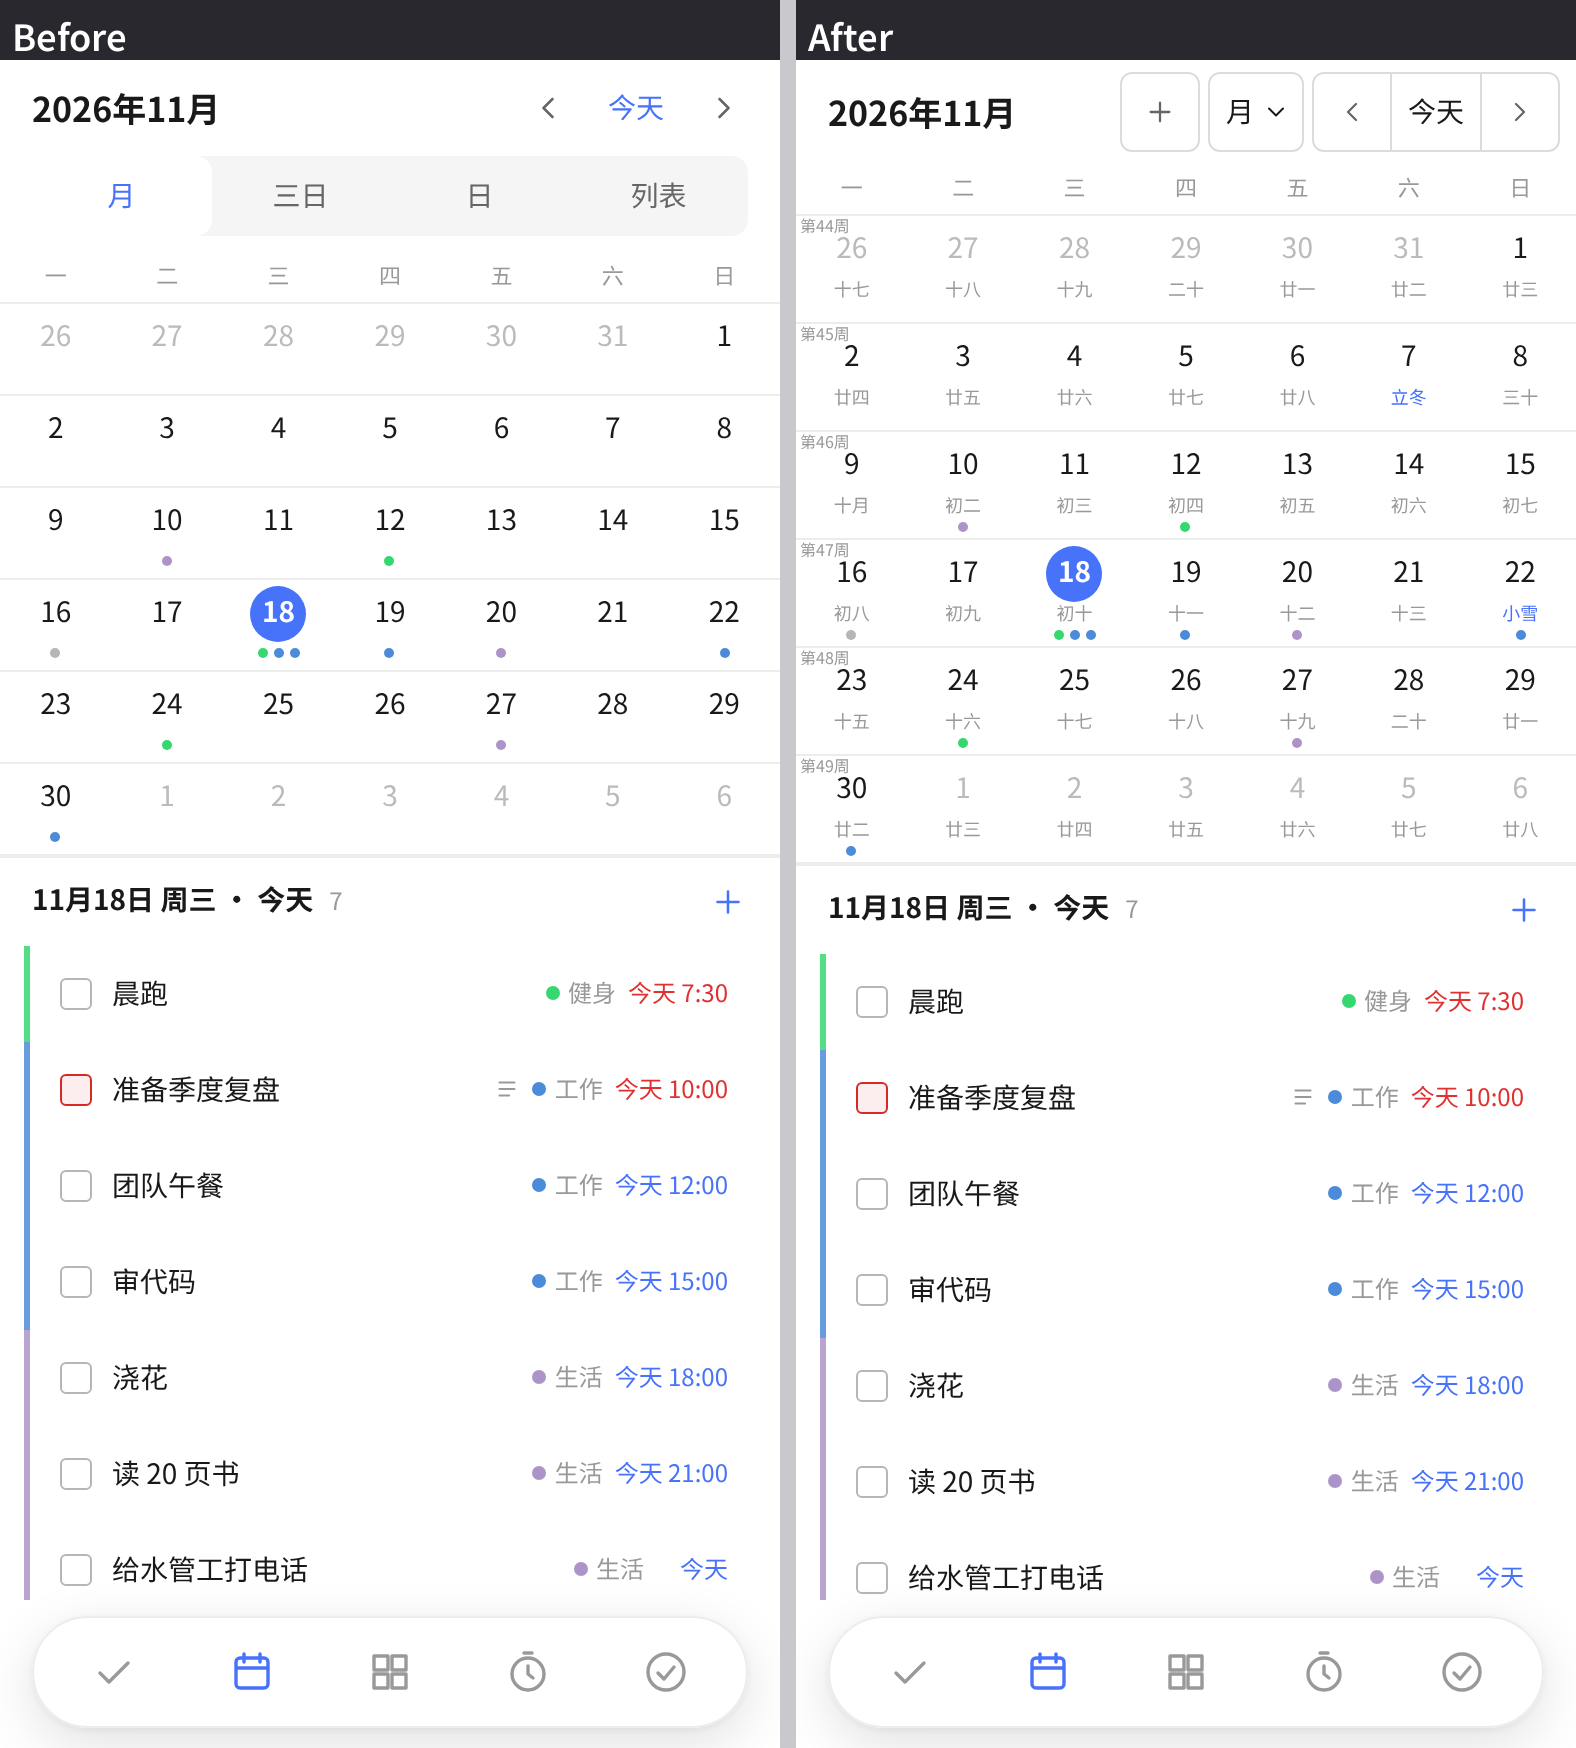 Before
2026年11月
今天
月 三日 日 列表
一 二 三 四 五 六 日
26 27 28 29 30 31 1
2 3 4 5 6 7 8
9 10 11 12 13 14 15
16 17 18 19 20 21 22
23 24 25 26 27 28 29
30 1 2 3 4 5 6
11月18日 周三 · 今天 7
晨跑 健身 今天 7:30
准备季度复盘 工作 今天 10:00
团队午餐 工作 今天 12:00
审代码 工作 今天 15:00
浇花 生活 今天 18:00
读 20 页书 生活 今天 21:00
给水管工打电话 生活 今天
After
2026年11月
月 今天
一 二 三 四 五 六 日
第44周
26 27 28 29 30 31 1
十七 十八 十九 二十 廿一 廿二 廿三
第45周
2 3 4 5 6 7 8
廿四 廿五 廿六 廿七 廿八 立冬 三十
第46周
9 10 11 12 13 14 15
十月 初二 初三 初四 初五 初六 初七
第47周
16 17 18 19 20 21 22
初八 初九 初十 十一 十二 十三 小雪
第48周
23 24 25 26 27 28 29
十五 十六 十七 十八 十九 二十 廿一
第49周
30 1 2 3 4 5 6
廿二 廿三 廿四 廿五 廿六 廿七 廿八
11月18日 周三 · 今天 7
晨跑 健身 今天 7:30
准备季度复盘 工作 今天 10:00
团队午餐 工作 今天 12:00
审代码 工作 今天 15:00
浇花 生活 今天 18:00
读 20 页书 生活 今天 21:00
给水管工打电话 生活 今天